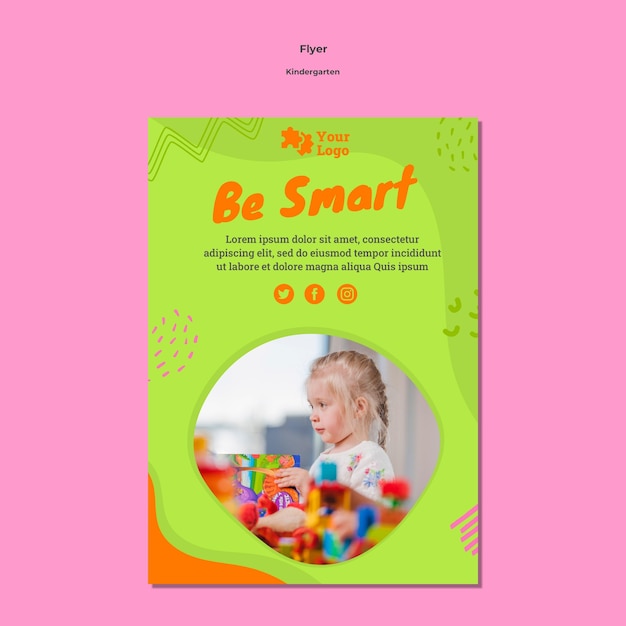 Flyer
Kindergarten
Your
Logo
Be Smart
Lorem ipsum dolor sit amet, consectetur
adipiscing elit, sed do eiusmod tempor incididunt
ut labore et dolore magna aliqua Quis ipsum